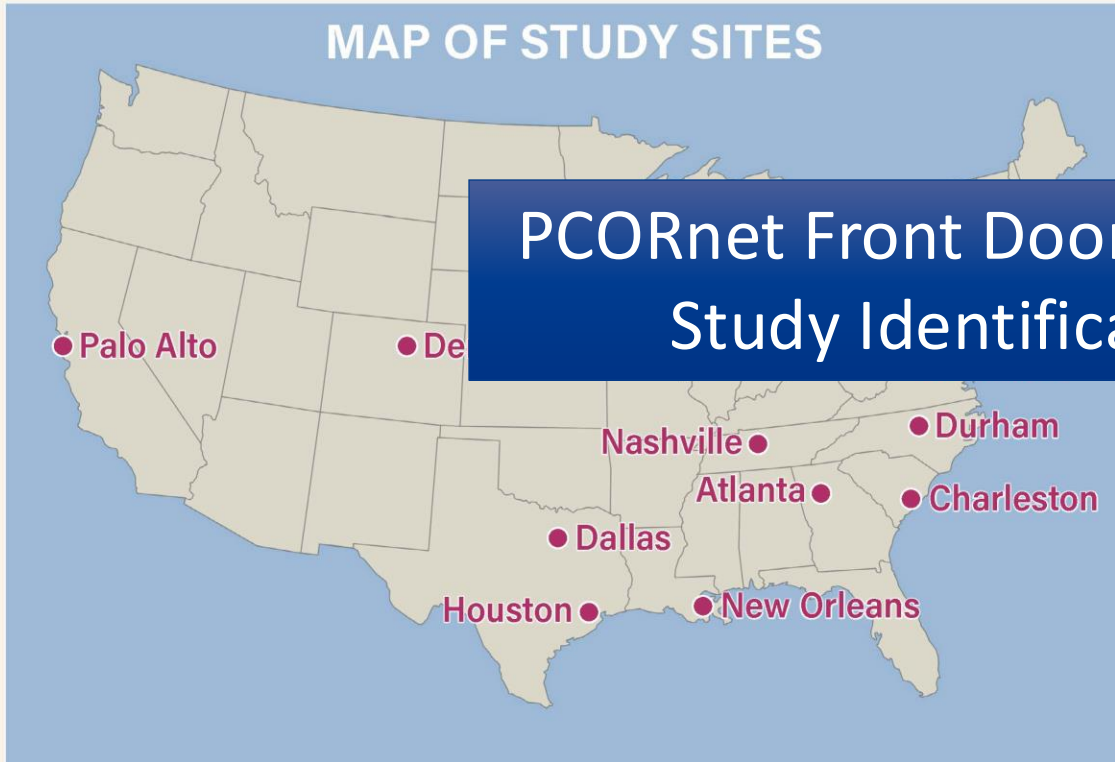 MAP OF STUDY SITES
PCORnet Front Door
Study Identifica
Palo Alto
De
Durham
Nashville
Atlanta
Charleston
Dallas
Houston
New Orleans